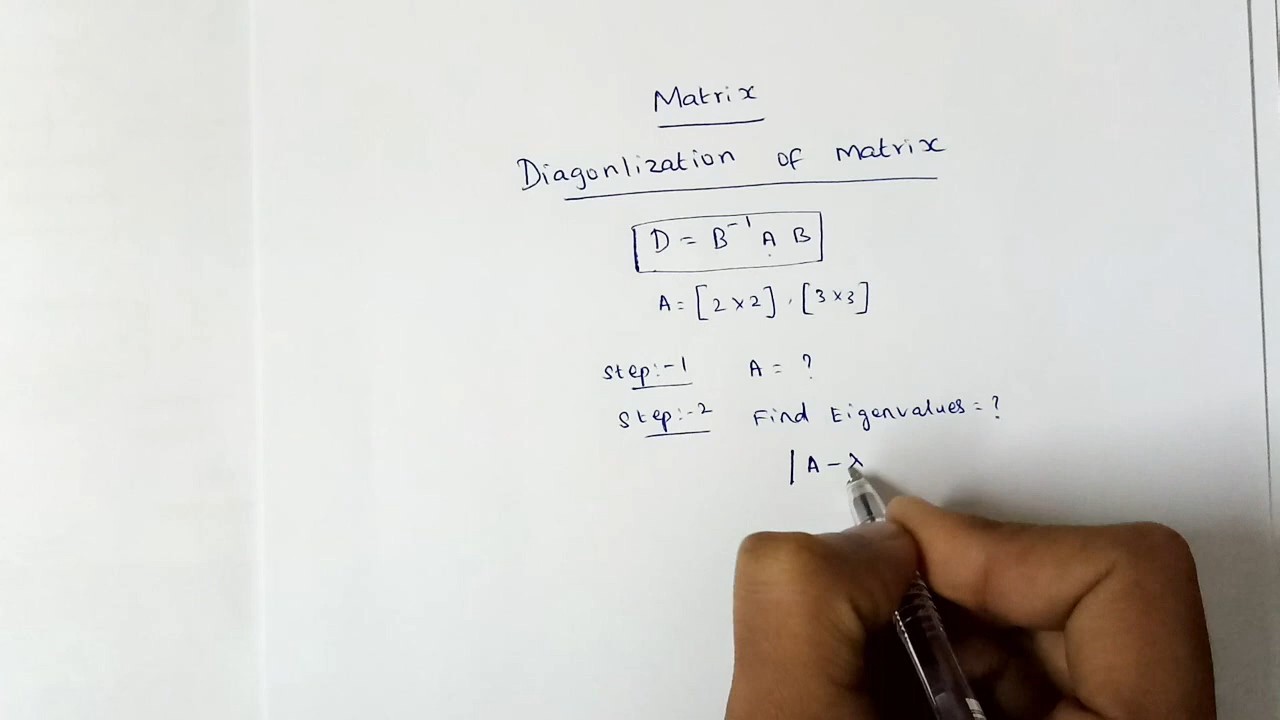 Matrix
Diagonlization of matrix
D = B⁻¹ A B
A = [2 × 2] , [3 × 3]
Step:-1 A = ?
Step:-2 Find Eigenvalues = ?
| A - λ